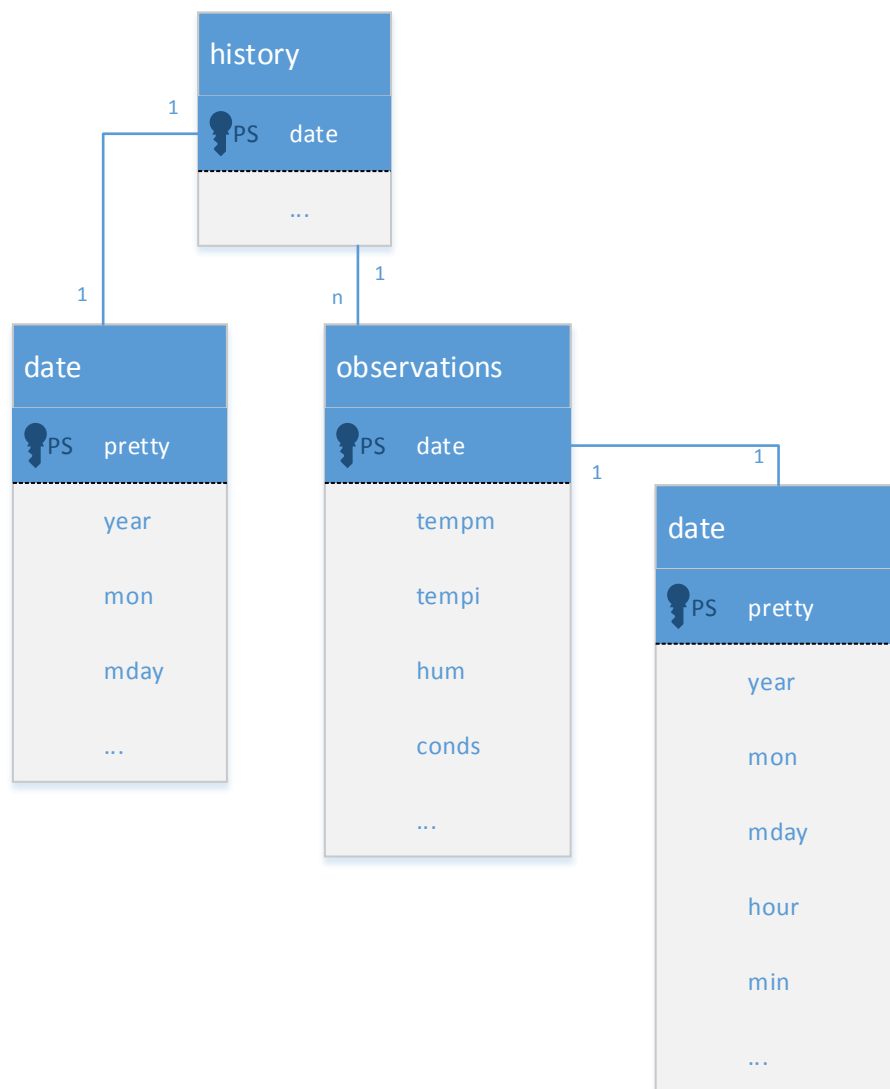 history
PS date
...
1
1
1
n
date
PS pretty
year
mon
mday
...
observations
PS date
tempm
tempi
hum
conds
...
1
1
date
PS pretty
year
mon
mday
hour
min
...